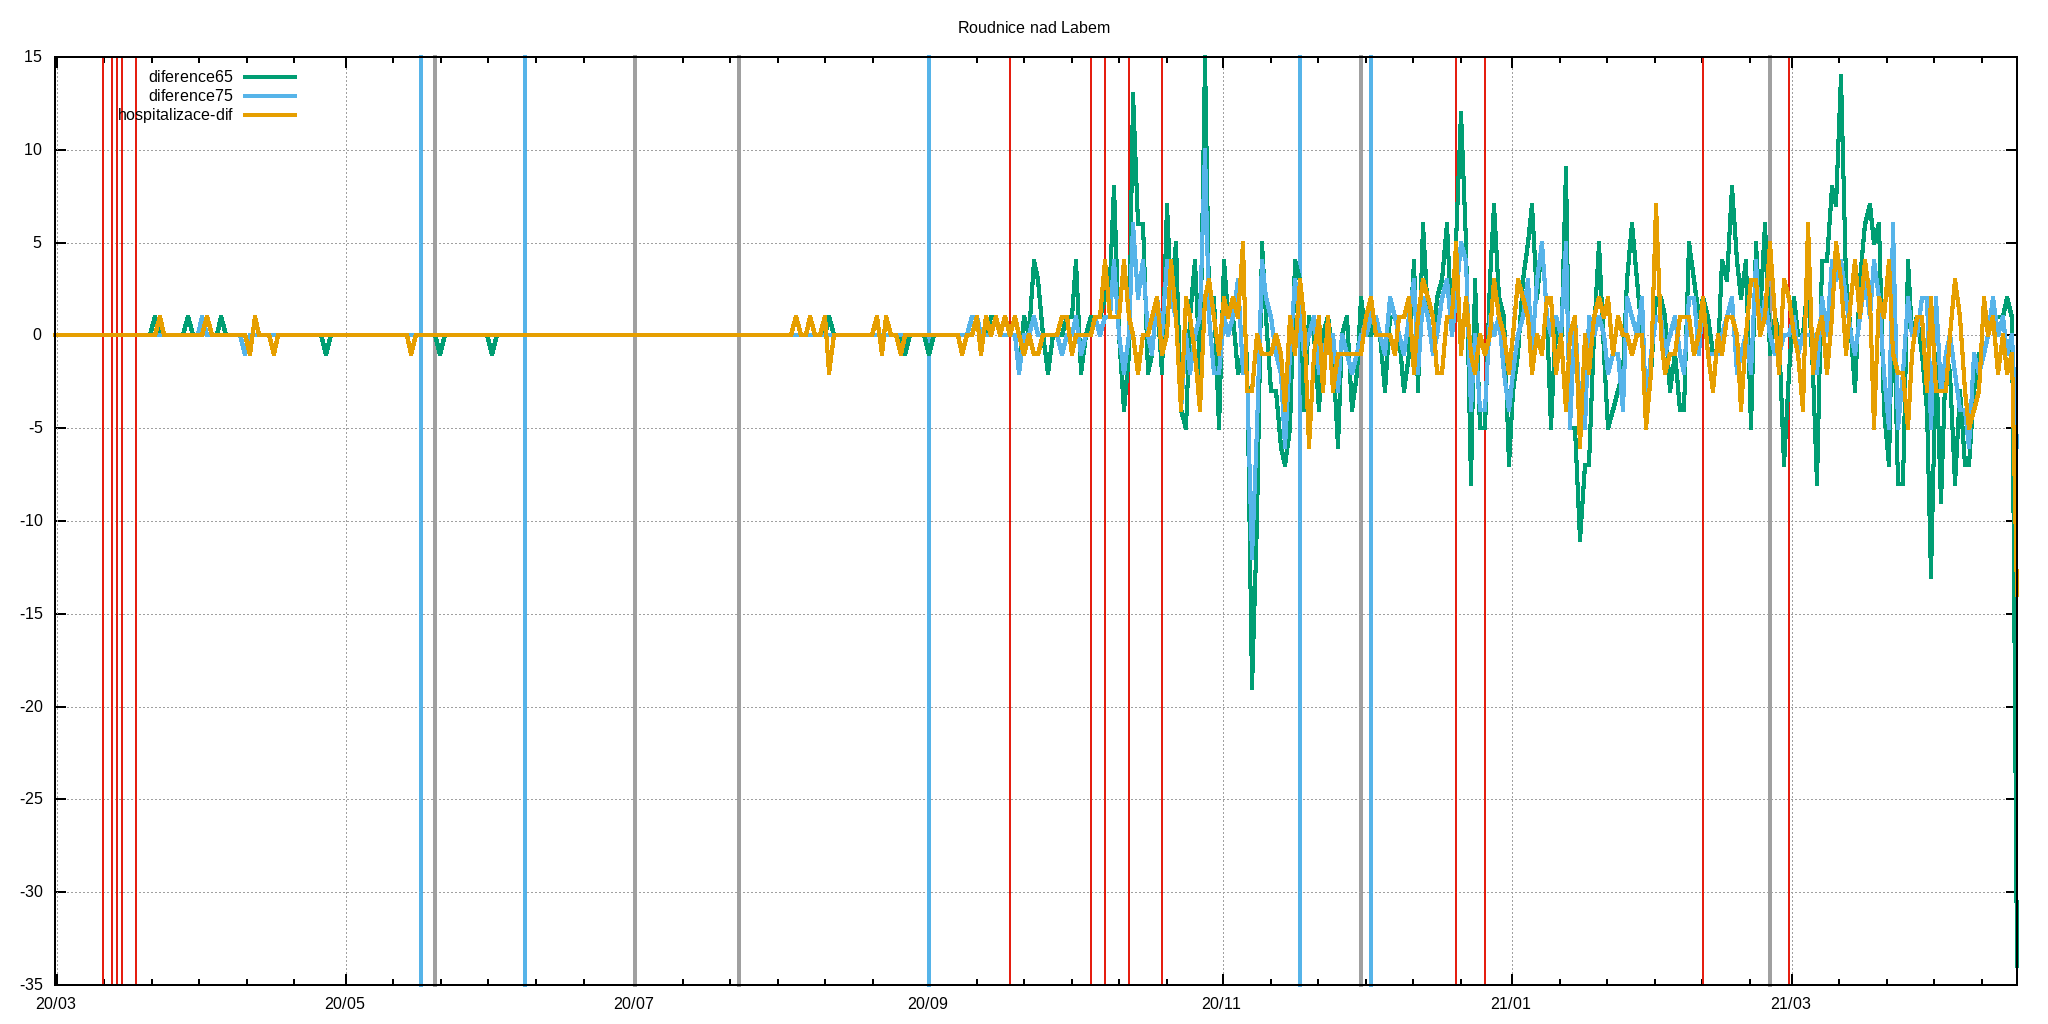 Roudnice nad Labem
diference65
diference75
hospitalizace-dif
15
10
5
0
-5
-10
-15
-20
-25
-30
-35
20/03 20/05 20/07 20/09 20/11 21/01 21/03